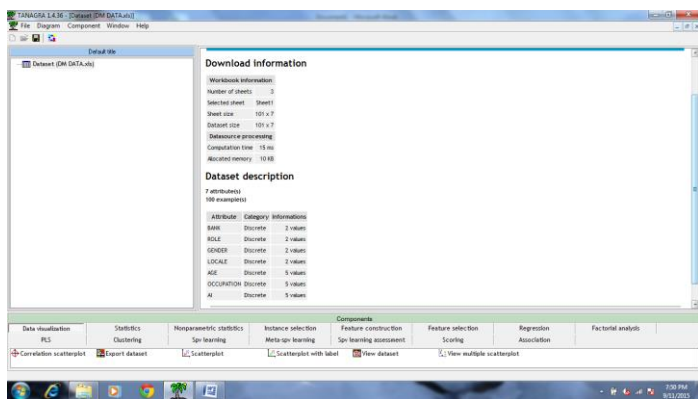 TANAGRA 1.4.36 - [Dataset (DM DATA.xls)]
File Diagram Component Window Help
Default title
Dataset (DM DATA.xls)
Download information
Workbook information
Number of sheets 3
Selected sheet Sheet1
Sheet size 101 x 7
Dataset size 101 x 7
Datasource processing
Computation time 15 ms
Allocated memory 10 KB
Dataset description
7 attribute(s)
100 example(s)
Attribute Category Informations
BANK Discrete 2 values
ROLE Discrete 2 values
GENDER Discrete 2 values
LOCALE Discrete 2 values
AGE Discrete 5 values
OCCUPATION Discrete 5 values
AI Discrete 5 values
Components
Data visualization Statistics Nonparametric statistics Instance selection Feature construction Feature selection Regression Factorial analysis
PLS Clustering Spv learning Meta-spv learning Spv learning assessment Scoring Association
Correlation scatterplot Export dataset Scatterplot Scatterplot with label View dataset View multiple scatterplot
7:50 PM
9/11/2015